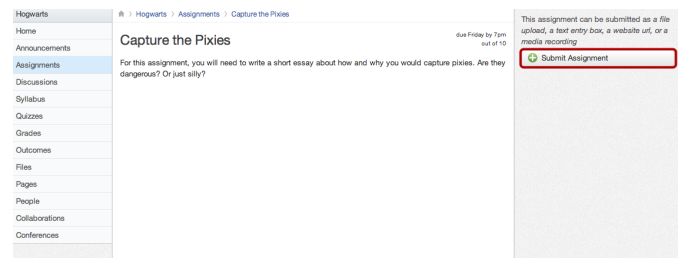 Hogwarts
Home
Announcements
Assignments
Discussions
Syllabus
Quizzes
Grades
Outcomes
Files
Pages
People
Collaborations
Conferences
> Hogwarts > Assignments > Capture the Pixies
Capture the Pixies
due Friday by 7pm
out of 10
For this assignment, you will need to write a short essay about how and why you would capture pixies. Are they
dangerous? Or just silly?
This assignment can be submitted as a file
upload, a text entry box, a website url, or a
media recording
Submit Assignment